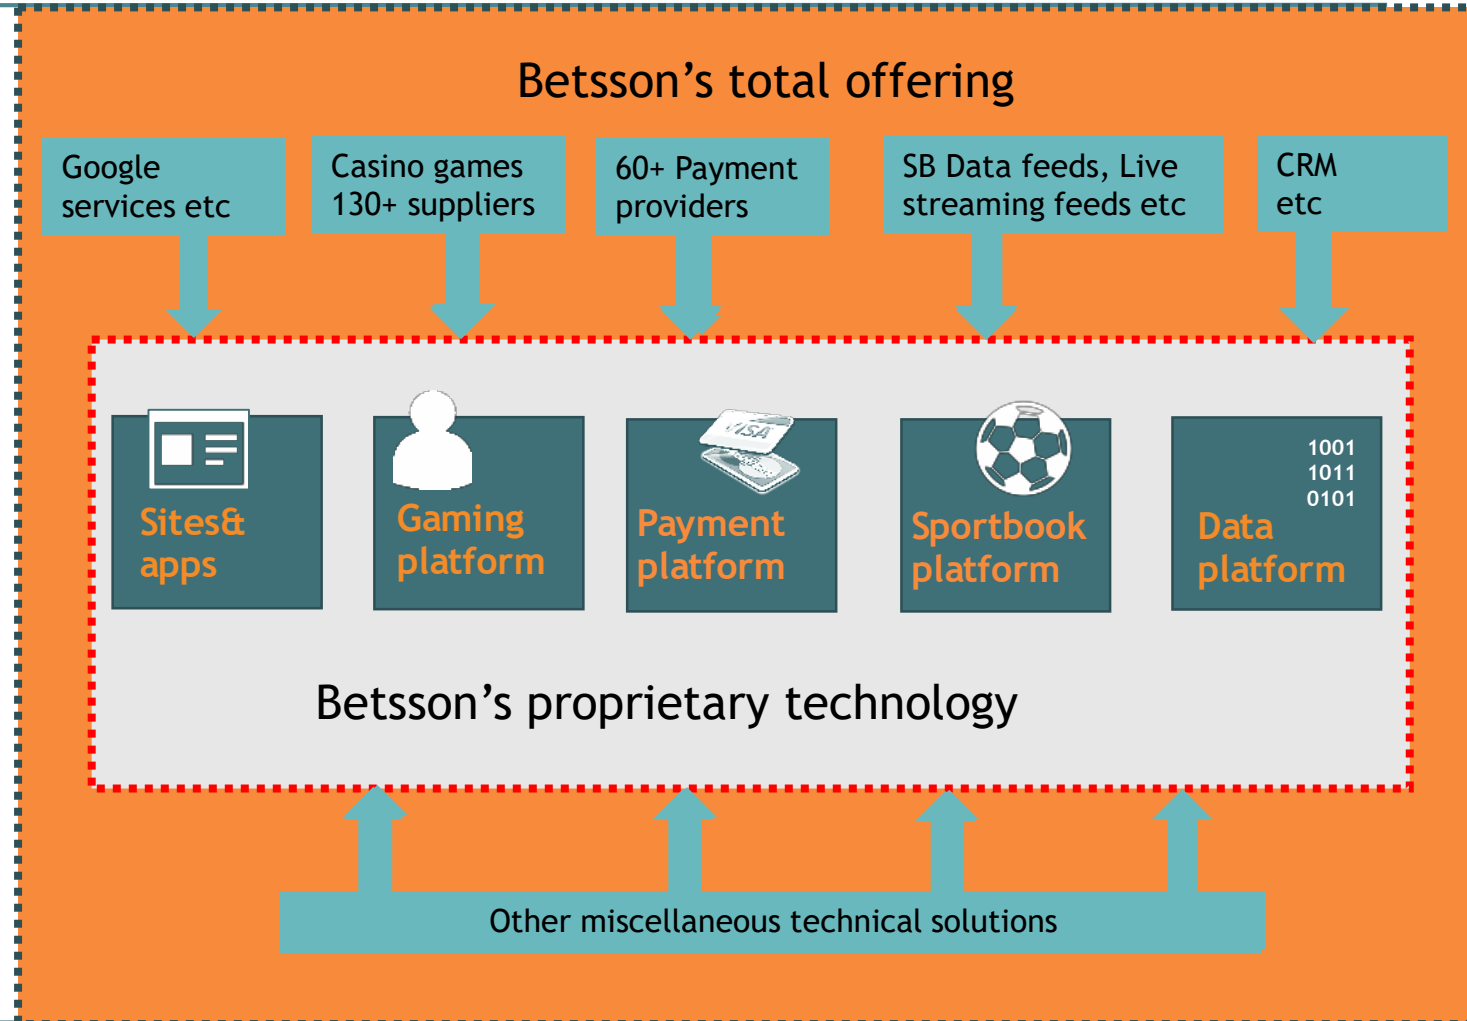 Betsson’s total offering
Google
services etc
Casino games
130+ suppliers
60+ Payment
providers
SB Data feeds, Live
streaming feeds etc
CRM
etc
VISA
Sites&
apps
Gaming
platform
Payment
platform
Sportbook
platform
1001
1011
0101
Data
platform
Betsson’s proprietary technology
Other miscellaneous technical solutions